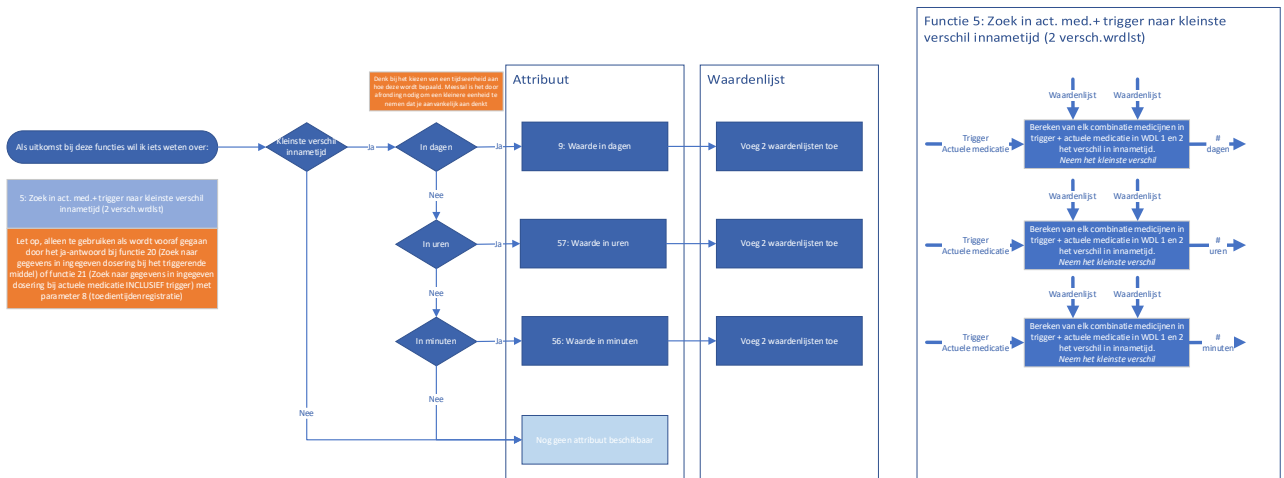 Functie 5: Zoek in act. med.+ trigger naar kleinste
verschil innametijd (2 versch.wrdlst)
Denk bij het kiezen van een tijdseenheid aan
hoe deze wordt bepaald. Meestal is het door
afronding nodig om een kleinere eenheid te
nemen dat je aanvankelijk aan denkt
Attribuut
Waardenlijst
Als uitkomst bij deze functies wil ik iets weten over:
Kleinste verschil
innametijd
Ja
In dagen
Ja
9: Waarde in dagen
Voeg 2 waardenlijsten toe
5: Zoek in act. med.+ trigger naar kleinste verschil
innametijd (2 versch.wrdlst)
Let op, alleen te gebruiken als wordt vooraf gegaan
door het ja-antwoord bij functie 20 (Zoek naar
gegevens in ingegeven dosering bij het triggerende
middel) of functie 21 (Zoek naar gegevens in ingegeven
dosering bij actuele medicatie INCLUSIEF trigger) met
parameter 8 (toedientijdenregistratie)
Nee
In uren
Ja
57: Waarde in uren
Voeg 2 waardenlijsten toe
Nee
In minuten
Ja
56: Waarde in minuten
Voeg 2 waardenlijsten toe
Nee
Nee
Nog geen attribuut beschikbaar
Waardenlijst
Waardenlijst
Trigger
Actuele medicatie
Bereken van elk combinatie medicijnen in
trigger + actuele medicatie in WDL 1 en 2
het verschil in innametijd.
Neem het kleinste verschil
#
dagen
Waardenlijst
Waardenlijst
Trigger
Actuele medicatie
Bereken van elk combinatie medicijnen in
trigger + actuele medicatie in WDL 1 en 2
het verschil in innametijd.
Neem het kleinste verschil
#
uren
Waardenlijst
Waardenlijst
Trigger
Actuele medicatie
Bereken van elk combinatie medicijnen in
trigger + actuele medicatie in WDL 1 en 2
het verschil in innametijd.
Neem het kleinste verschil
#
minuten